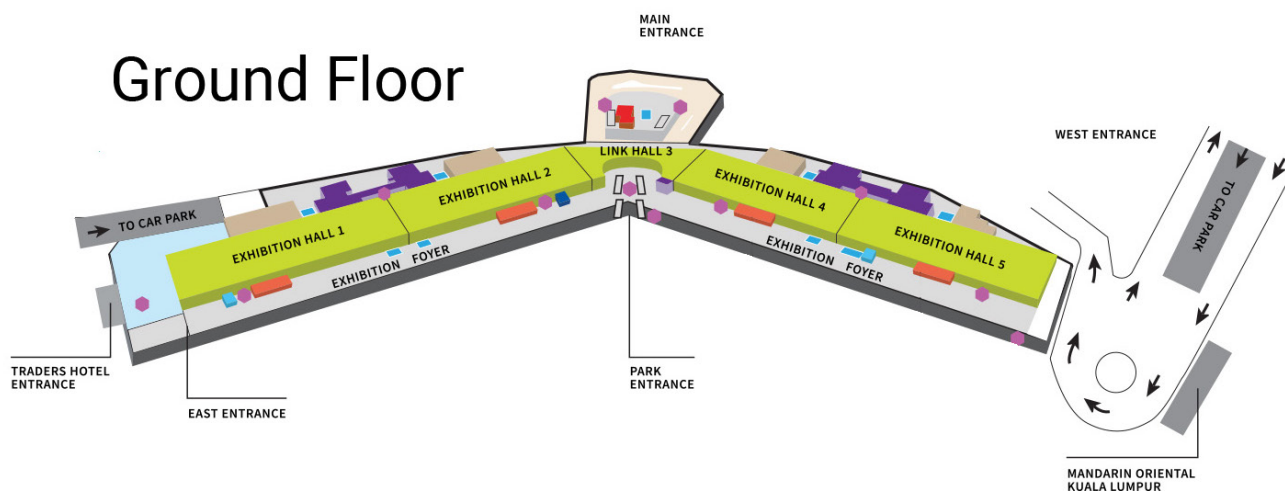 MAIN
ENTRANCE
Ground Floor
WEST ENTRANCE
LINK HALL 3
EXHIBITION HALL 2
EXHIBITION HALL 4
TO CAR PARK
TO CAR PARK
EXHIBITION HALL 1
EXHIBITION HALL 5
EXHIBITION FOYER
EXHIBITION FOYER
TRADERS HOTEL
ENTRANCE
PARK
ENTRANCE
EAST ENTRANCE
MANDARIN ORIENTAL
KUALA LUMPUR